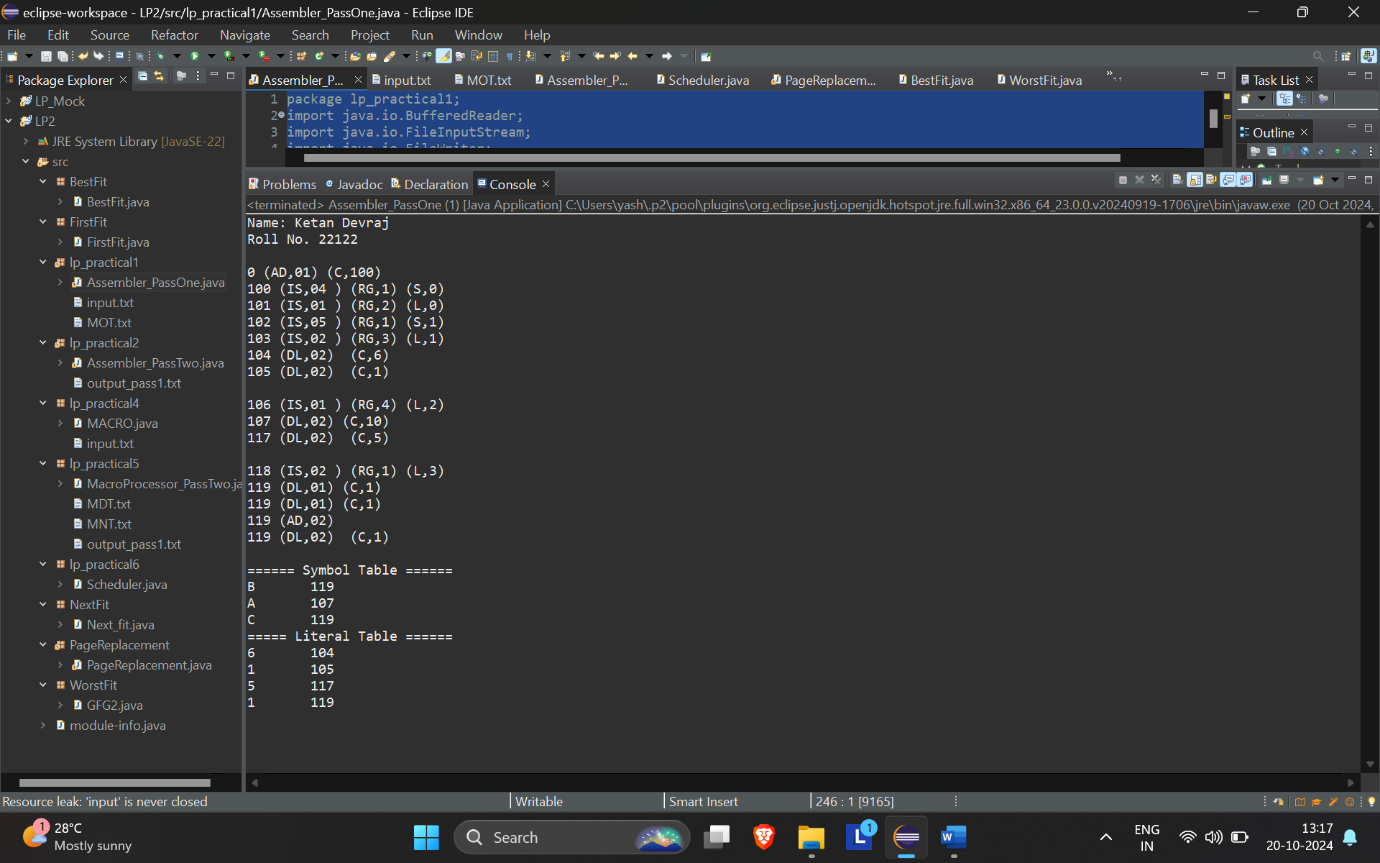 eclipse-workspace - LP2/src/lp_practical1/Assembler_PassOne.java - Eclipse IDE
File Edit Source Refactor Navigate Search Project Run Window Help
Package Explorer
LP_Mock
LP2
JRE System Library [JavaSE-22]
src
BestFit
BestFit.java
FirstFit
FirstFit.java
lp_practical1
Assembler_PassOne.java
input.txt
MOT.txt
lp_practical2
Assembler_PassTwo.java
output_pass1.txt
lp_practical4
MACRO.java
input.txt
lp_practical5
MacroProcessor_PassTwo.ja
MDT.txt
MNT.txt
output_pass1.txt
lp_practical6
Scheduler.java
NextFit
Next_fit.java
PageReplacement
PageReplacement.java
WorstFit
GFG2.java
module-info.java
Assembler_P... input.txt MOT.txt Assembler_P... Scheduler.java PageReplacem... BestFit.java WorstFit.java
1 package lp_practical1;
2 import java.io.BufferedReader;
3 import java.io.FileInputStream;
4 import java.io.FileWriter;
Task List
Outline
Problems Javadoc Declaration Console
<terminated> Assembler_PassOne (1) [Java Application] C:\Users\yash\.p2\pool\plugins\org.eclipse.justj.openjdk.hotspot.jre.full.win32.x86_64_23.0.0.v20240919-1706\jre\bin\javaw.exe (20 Oct 2024,
Name: Ketan Devraj
Roll No. 22122
0 (AD,01) (C,100)
100 (IS,04 ) (RG,1) (S,0)
101 (IS,01 ) (RG,2) (L,0)
102 (IS,05 ) (RG,1) (S,1)
103 (IS,02 ) (RG,3) (L,1)
104 (DL,02)  (C,6)
105 (DL,02)  (C,1)
106 (IS,01 ) (RG,4) (L,2)
107 (DL,02) (C,10)
117 (DL,02)  (C,5)
118 (IS,02 ) (RG,1) (L,3)
119 (DL,01) (C,1)
119 (DL,01) (C,1)
119 (AD,02)
119 (DL,02)  (C,1)
====== Symbol Table ======
B 119
A 107
C 119
===== Literal Table ======
6 104
1 105
5 117
1 119
Resource leak: 'input' is never closed Writable Smart Insert 246 : 1 [9165]
1
28°C
Mostly sunny
Search
L 1
W
ENG
IN
13:17
20-10-2024